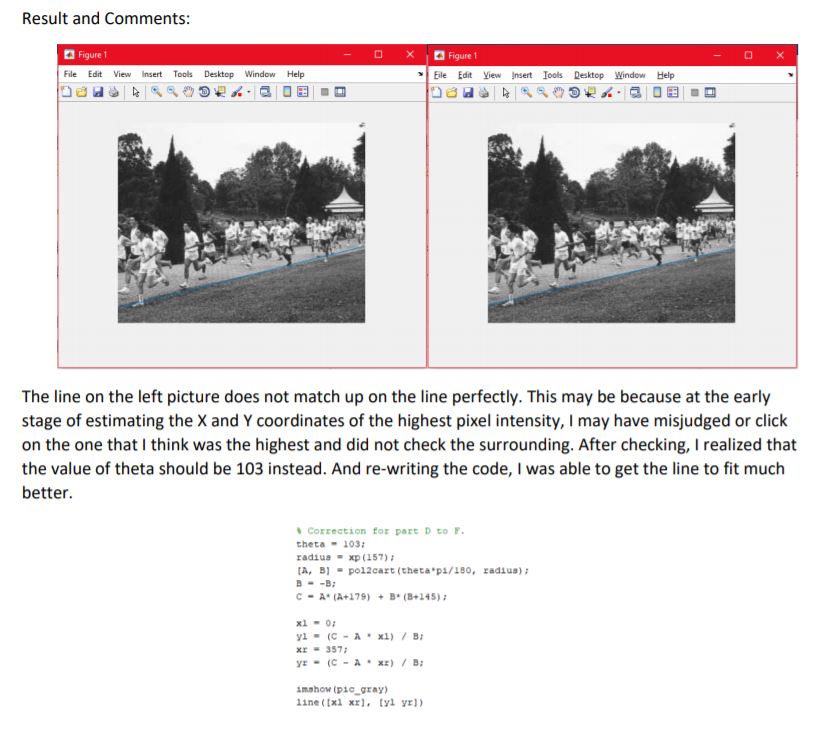 Result and Comments:
Figure 1
File Edit View Insert Tools Desktop Window Help
Figure 1
File Edit View Insert Tools Desktop Window Help
The line on the left picture does not match up on the line perfectly. This may be because at the early
stage of estimating the X and Y coordinates of the highest pixel intensity, I may have misjudged or click
on the one that I think was the highest and did not check the surrounding. After checking, I realized that
the value of theta should be 103 instead. And re-writing the code, I was able to get the line to fit much
better.
% Correction for part D to F.
theta = 103;
radius = xp(157);
[A, B] = pol2cart(theta*pi/180, radius);
B = -B;
C = A*(A+179) + B*(B+145);
xl = 0;
yl = (C - A * xl) / B;
xr = 357;
yr = (C - A * xr) / B;
imshow(pic_gray)
line([xl xr], [yl yr])